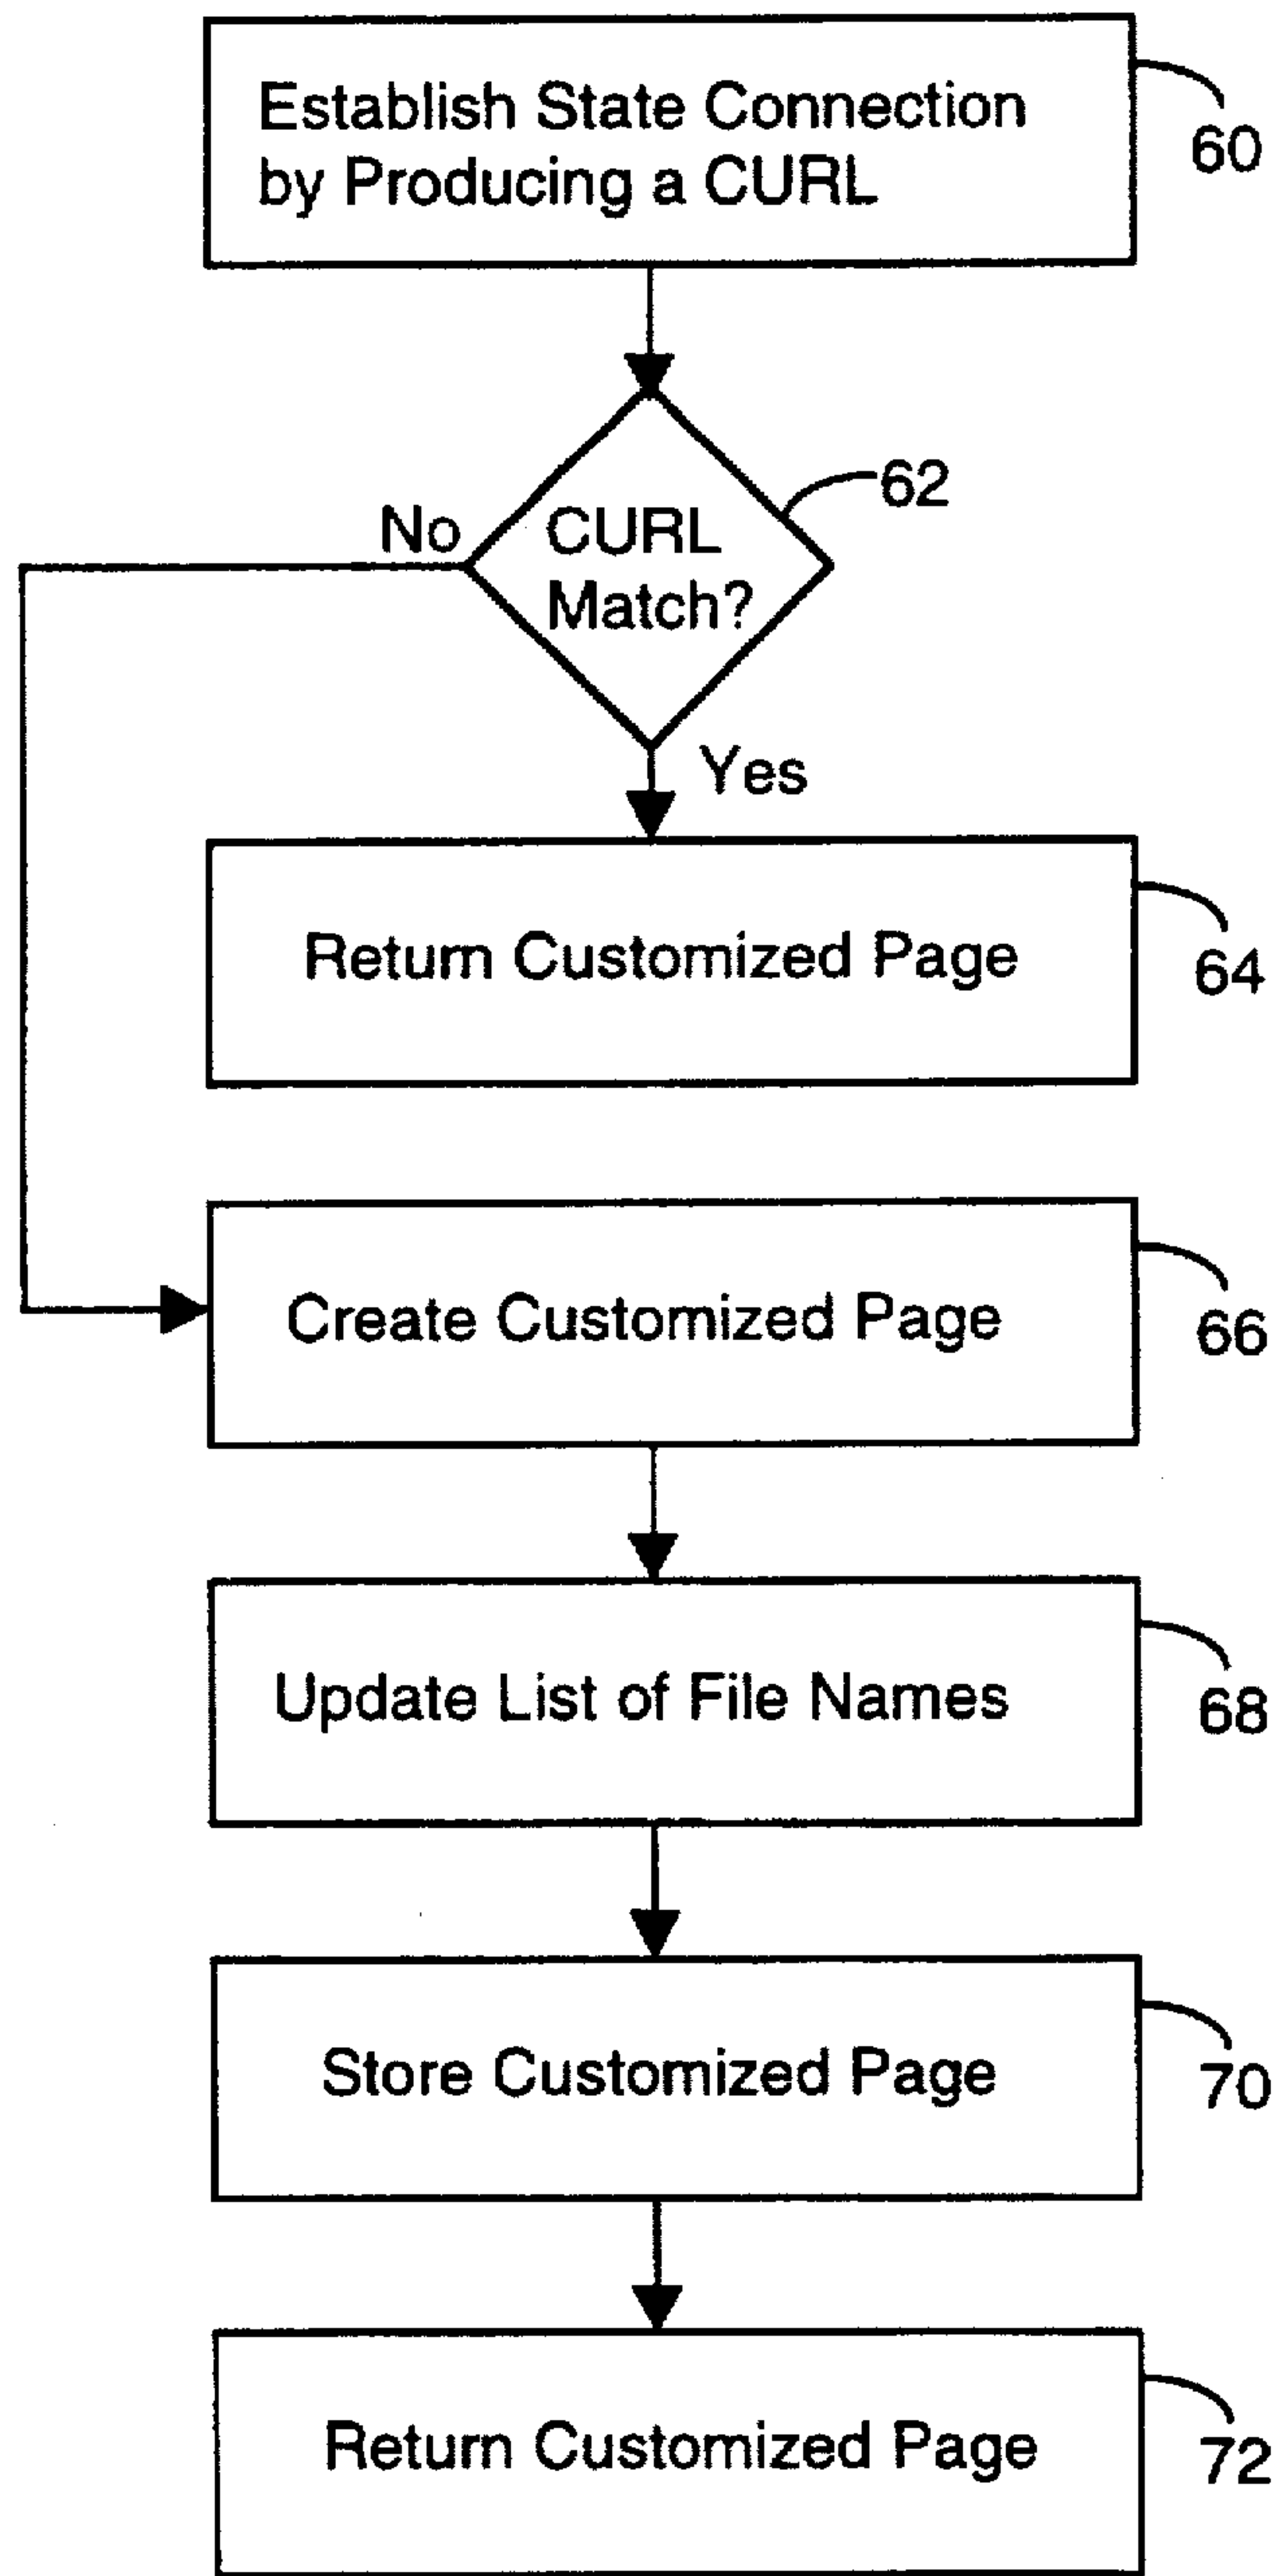 Establish State Connection
by Producing a CURL
60
62
No
CURL
Match?
Yes
Return Customized Page
64
Create Customized Page
66
Update List of File Names
68
Store Customized Page
70
Return Customized Page
72